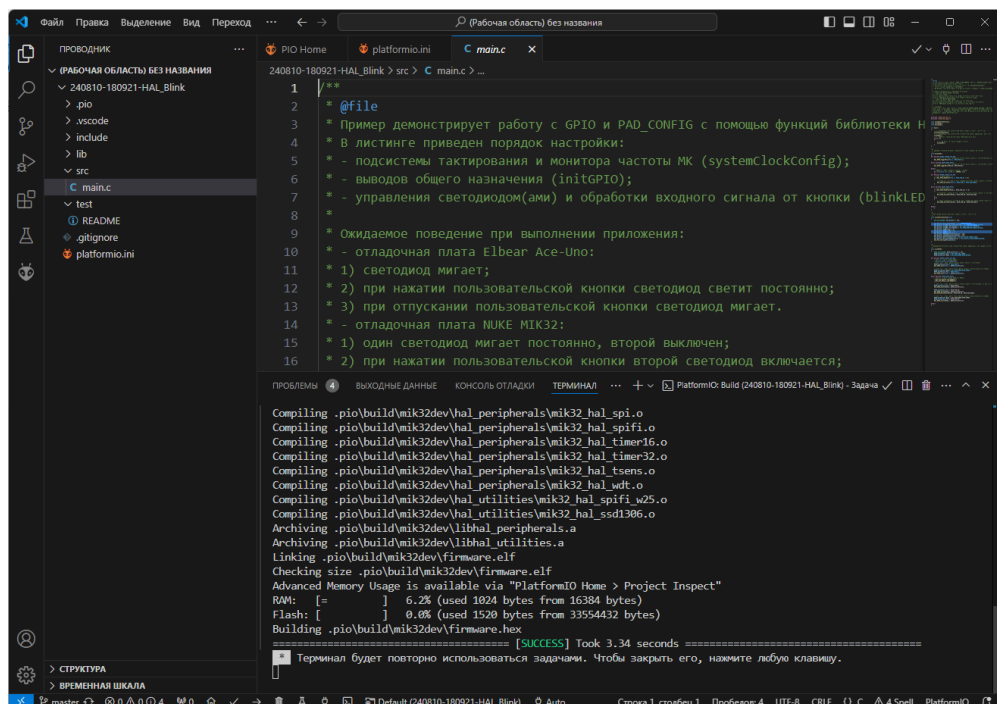 Файл Правка Выделение Вид Переход ··· ← → (Рабочая область) без названия
ПРОВОДНИК ···
(РАБОЧАЯ ОБЛАСТЬ) БЕЗ НАЗВАНИЯ
240810-180921-HAL_Blink
.pio
.vscode
include
lib
src
C main.c
test
README
.gitignore
platformio.ini
СТРУКТУРА
ВРЕМЕННАЯ ШКАЛА
PIO Home platformio.ini C main.c ×
240810-180921-HAL_Blink > src > C main.c > ...
1 /**
2 * @file
3 * Пример демонстрирует работу с GPIO и PAD_CONFIG с помощью функций библиотеки H
4 * В листинге приведен порядок настройки:
5 * - подсистемы тактирования и монитора частоты МК (systemClockConfig);
6 * - выводов общего назначения (initGPIO);
7 * - управления светодиодом(ами) и обработки входного сигнала от кнопки (blinkLED
8 *
9 * Ожидаемое поведение при выполнении приложения:
10 * - отладочная плата Elbear Ace-Uno:
11 * 1) светодиод мигает;
12 * 2) при нажатии пользовательской кнопки светодиод светит постоянно;
13 * 3) при отпускании пользовательской кнопки светодиод мигает.
14 * - отладочная плата NUKE MIK32:
15 * 1) один светодиод мигает постоянно, второй выключен;
16 * 2) при нажатии пользовательской кнопки второй светодиод включается;
ПРОБЛЕМЫ 4 ВЫХОДНЫЕ ДАННЫЕ КОНСОЛЬ ОТЛАДКИ ТЕРМИНАЛ ··· PlatformIO: Build (240810-180921-HAL_Blink) - Задача
Compiling .pio\build\mik32dev\hal_peripherals\mik32_hal_spi.o
Compiling .pio\build\mik32dev\hal_peripherals\mik32_hal_spifi.o
Compiling .pio\build\mik32dev\hal_peripherals\mik32_hal_timer16.o
Compiling .pio\build\mik32dev\hal_peripherals\mik32_hal_timer32.o
Compiling .pio\build\mik32dev\hal_peripherals\mik32_hal_tsens.o
Compiling .pio\build\mik32dev\hal_peripherals\mik32_hal_wdt.o
Compiling .pio\build\mik32dev\hal_utilities\mik32_hal_spifi_w25.o
Compiling .pio\build\mik32dev\hal_utilities\mik32_hal_ssd1306.o
Archiving .pio\build\mik32dev\libhal_peripherals.a
Archiving .pio\build\mik32dev\libhal_utilities.a
Linking .pio\build\mik32dev\firmware.elf
Checking size .pio\build\mik32dev\firmware.elf
Advanced Memory Usage is available via "PlatformIO Home > Project Inspect"
RAM: [= ] 6.2% (used 1024 bytes from 16384 bytes)
Flash: [ ] 0.0% (used 1520 bytes from 33554432 bytes)
Building .pio\build\mik32dev\firmware.hex
==================================== [SUCCESS] Took 3.34 seconds ====================================
* Терминал будет повторно использоваться задачами. Чтобы закрыть его, нажмите любую клавишу.
master 0 0 4 0 Default (240810-180921-HAL_Blink) Auto Строка 1, столбец 1 Пробелов: 4 UTF-8 CRLF {} C 4 Spell PlatformIO